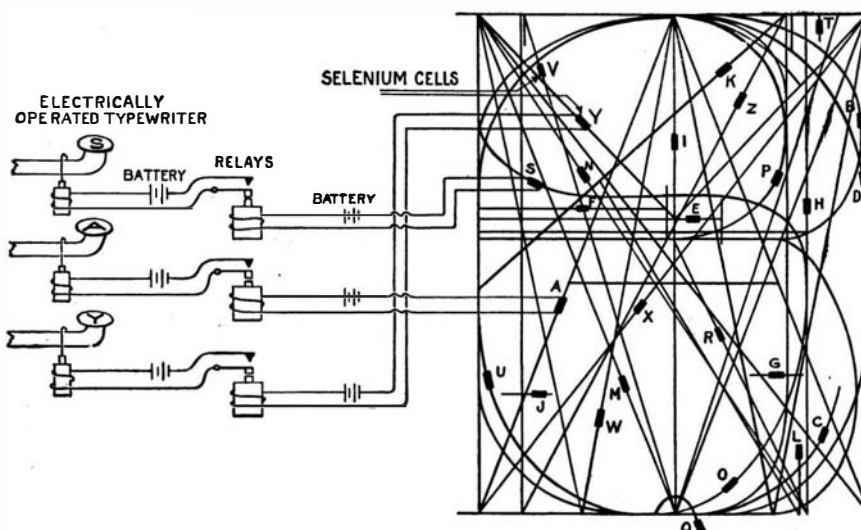 ELECTRICALLY
OPERATED TYPEWRITER
S
BATTERY
RELAYS
BATTERY
A
Y
SELENIUM CELLS
V
Y
K
Z
T
B
I
S
N
P
D
F
E
H
A
X
R
U
J
M
W
G
C
L
O
Q